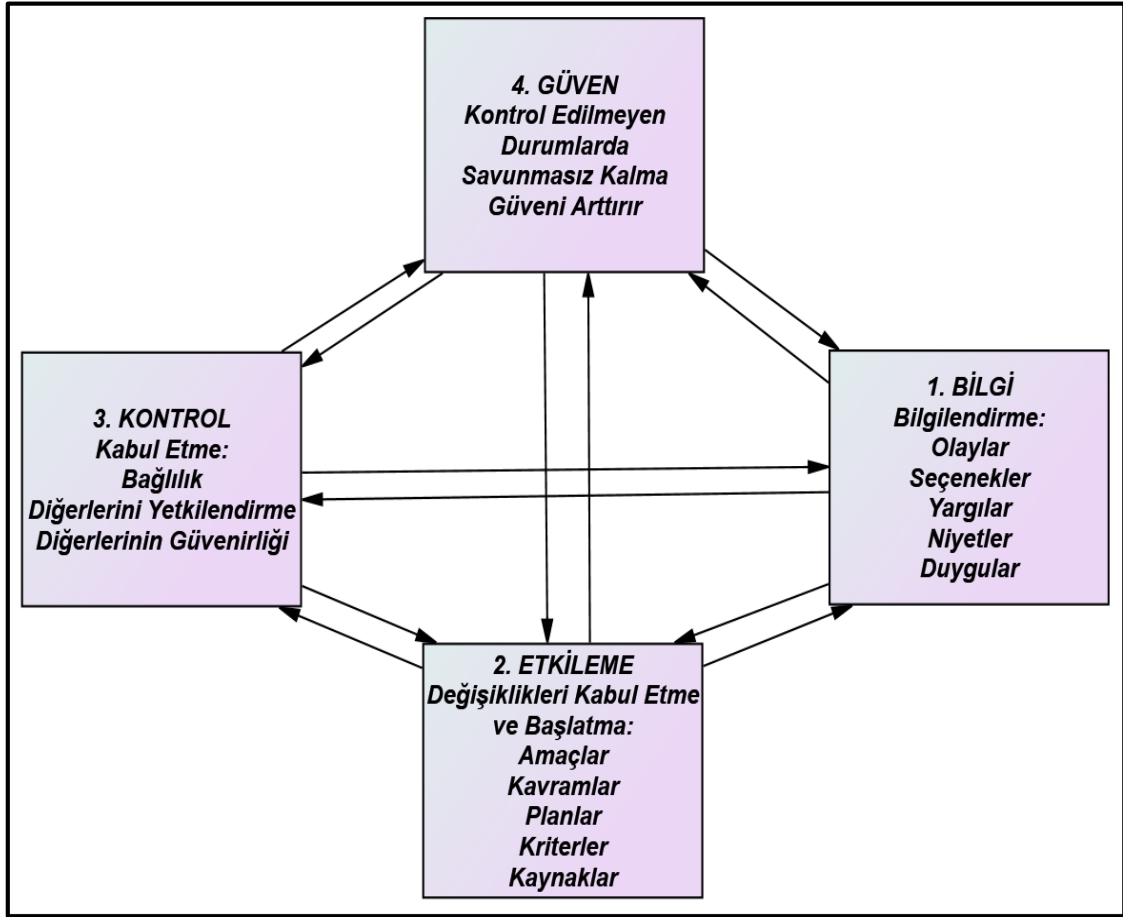 4. GÜVEN
Kontrol Edilmeyen
Durumlarda
Savunmasız Kalma
Güveni Arttırır
3. KONTROL
Kabul Etme:
Bağlılık
Diğerlerini Yetkilendirme
Diğerlerinin Güvenirliği
1. BİLGİ
Bilgilendirme:
Olaylar
Seçenekler
Yargılar
Niyetler
Duygular
2. ETKİLEME
Değişiklikleri Kabul Etme
ve Başlatma:
Amaçlar
Kavramlar
Planlar
Kriterler
Kaynaklar